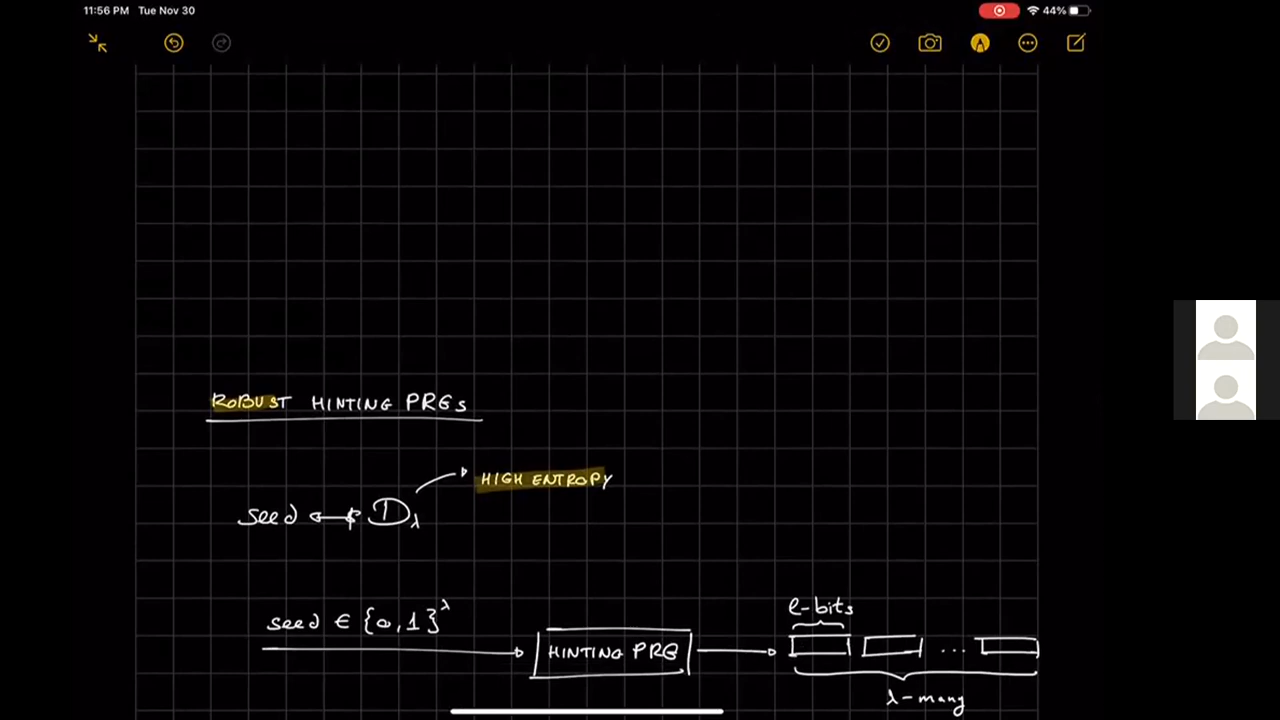 11:56 PM Tue Nov 30
44%
ROBUST HINTING PRGs
HIGH ENTROPY
seed ←$ D_λ
l-bits
seed ∈ {0,1}^λ
HINTING PRG
...
λ-many